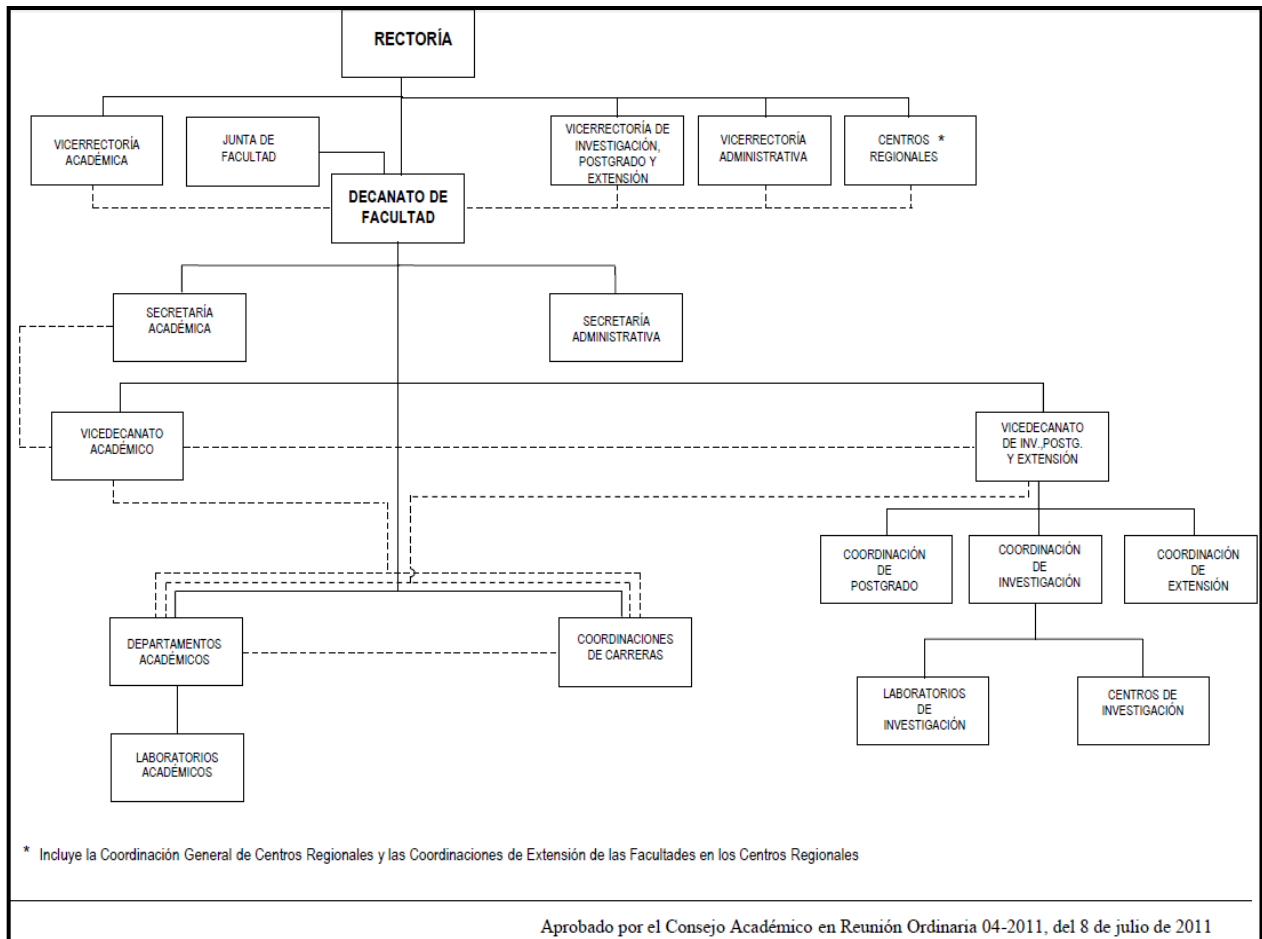 RECTORÍA
VICERRECTORÍA
ACADÉMICA
JUNTA DE
FACULTAD
VICERRECTORÍA DE
INVESTIGACIÓN,
POSTGRADO Y
EXTENSIÓN
VICERRECTORÍA
ADMINISTRATIVA
CENTROS *
REGIONALES
DECANATO DE
FACULTAD
SECRETARÍA
ACADÉMICA
SECRETARÍA
ADMINISTRATIVA
VICEDECANATO
ACADÉMICO
VICEDECANATO
DE INV.,POSTG.
Y EXTENSIÓN
COORDINACIÓN
DE
POSTGRADO
COORDINACIÓN
DE
INVESTIGACIÓN
COORDINACIÓN
DE
EXTENSIÓN
DEPARTAMENTOS
ACADÉMICOS
COORDINACIONES
DE CARRERAS
LABORATORIOS
DE
INVESTIGACIÓN
CENTROS DE
INVESTIGACIÓN
LABORATORIOS
ACADÉMICOS
* Incluye la Coordinación General de Centros Regionales y las Coordinaciones de Extensión de las Facultades en los Centros Regionales
Aprobado por el Consejo Académico en Reunión Ordinaria 04-2011, del 8 de julio de 2011